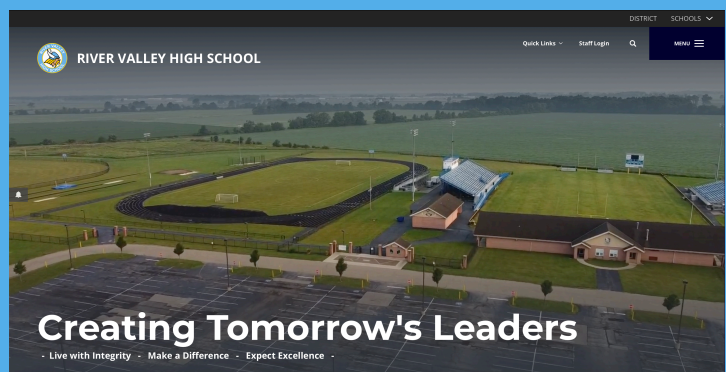 DISTRICT SCHOOLS
Quick Links Staff Login MENU
RIVER VALLEY HIGH SCHOOL
Creating Tomorrow's Leaders
- Live with Integrity - Make a Difference - Expect Excellence -